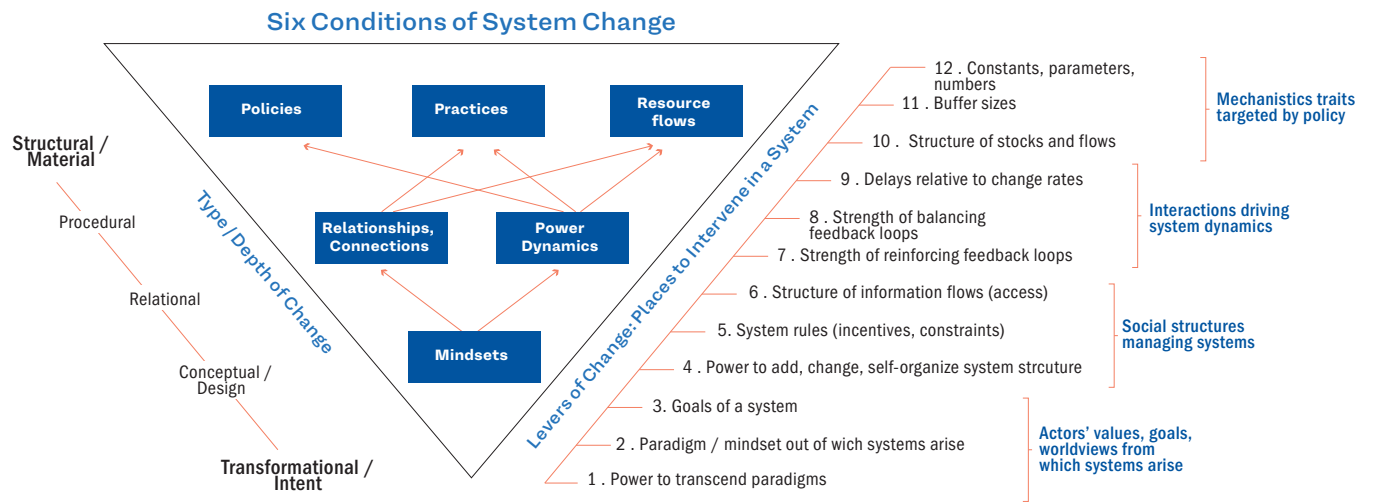 Six Conditions of System Change
Policies
Practices
Resource
flows
Relationships,
Connections
Power
Dynamics
Mindsets
Structural /
Material
Procedural
Relational
Conceptual /
Design
Transformational /
Intent
Type / Depth of Change
Levers of Change: Places to Intervene in a System
12 . Constants, parameters,
numbers
11 . Buffer sizes
10 . Structure of stocks and flows
9 . Delays relative to change rates
8 . Strength of balancing
feedback loops
7 . Strength of reinforcing feedback loops
6 . Structure of information flows (access)
5. System rules (incentives, constraints)
4 . Power to add, change, self-organize system strcuture
3. Goals of a system
2 . Paradigm / mindset out of wich systems arise
1 . Power to transcend paradigms
Mechanistics traits
targeted by policy
Interactions driving
system dynamics
Social structures
managing systems
Actors' values, goals,
worldviews from
which systems arise